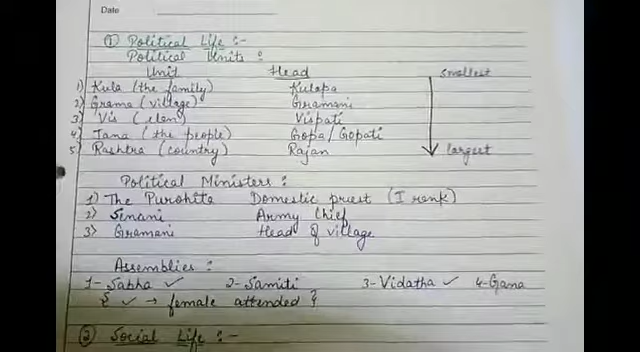 Date
① Political Life :-
Political Units :
Unit Head
1) Kula (the family) Kulapa
smallest
2) Grama (village) Gramani
3) Vis (clan) Vispati
4) Jana (the people) Gopa/Gopati
5) Rashtra (country) Rajan
largest
Political Ministers :
1) The Purohita Domestic priest (I rank)
2) Senani Army Chief
3) Gramani Head of village
Assemblies :
1- Sabha ✓ 2- Samiti 3- Vidatha ✓ 4- Gana
{ ✓ → female attended }
② Social Life :-